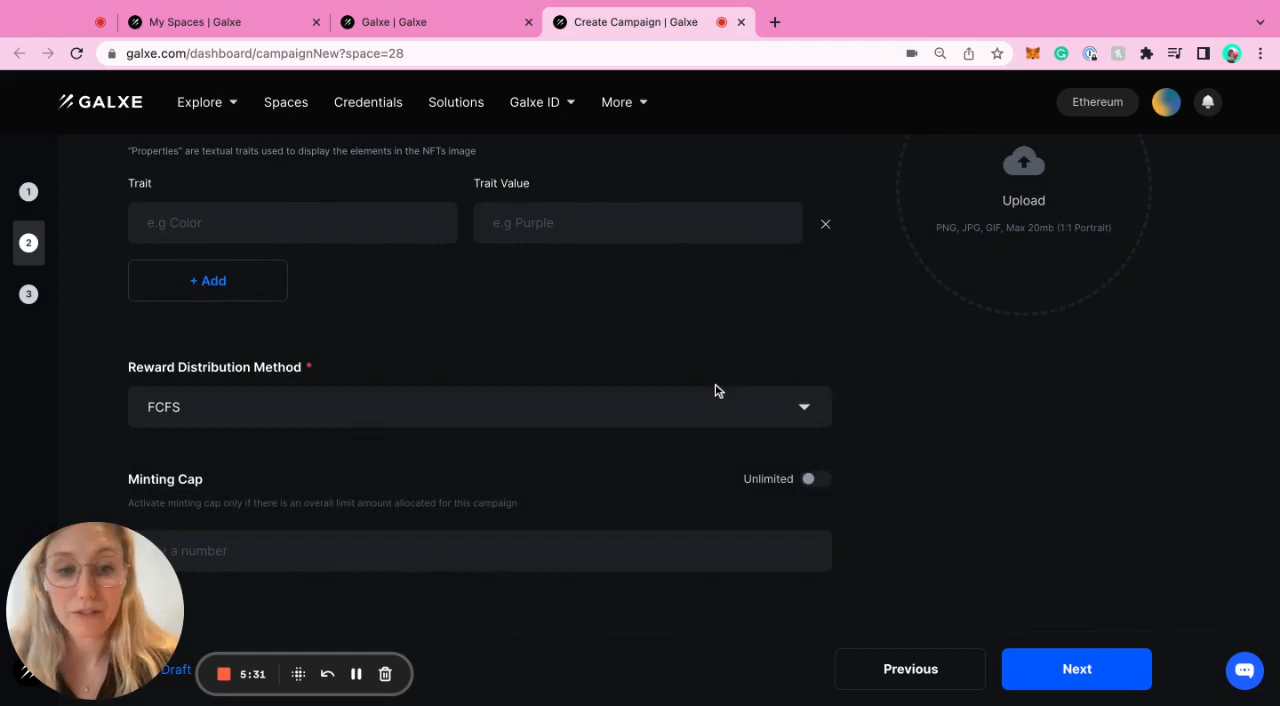 My Spaces | Galxe
Galxe | Galxe
Create Campaign | Galxe
galxe.com/dashboard/campaignNew?space=28
GALXE
Explore
Spaces
Credentials
Solutions
Galxe ID
More
Ethereum
“Properties” are textual traits used to display the elements in the NFTs image
Trait
Trait Value
e.g Color
e.g Purple
+ Add
Upload
PNG, JPG, GIF, Max 20mb (1:1 Portrait)
1
2
3
Reward Distribution Method *
FCFS
Minting Cap
Unlimited
Activate minting cap only if there is an overall limit amount allocated for this campaign
a number
Draft
5:31
Previous
Next